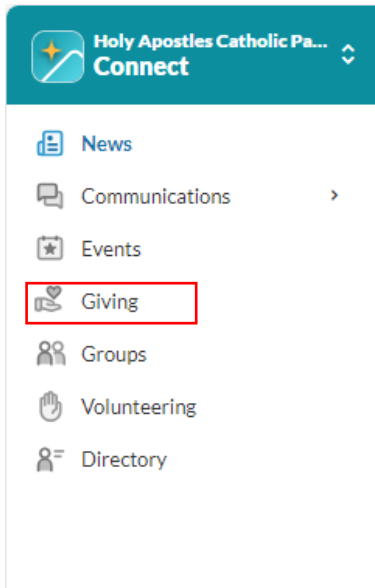 Holy Apostles Catholic Pa...
Connect
News
Communications
Events
Giving
Groups
Volunteering
Directory